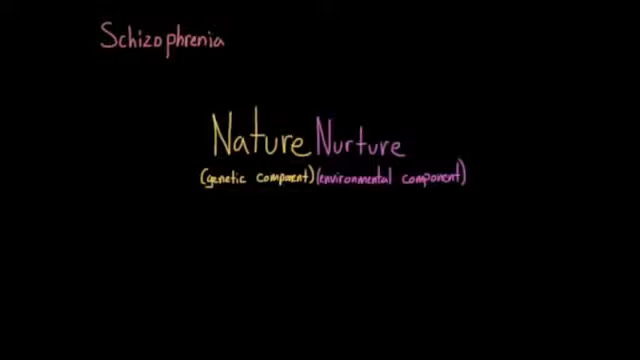 Schizophrenia
Nature Nurture
(genetic component) (environmental component)